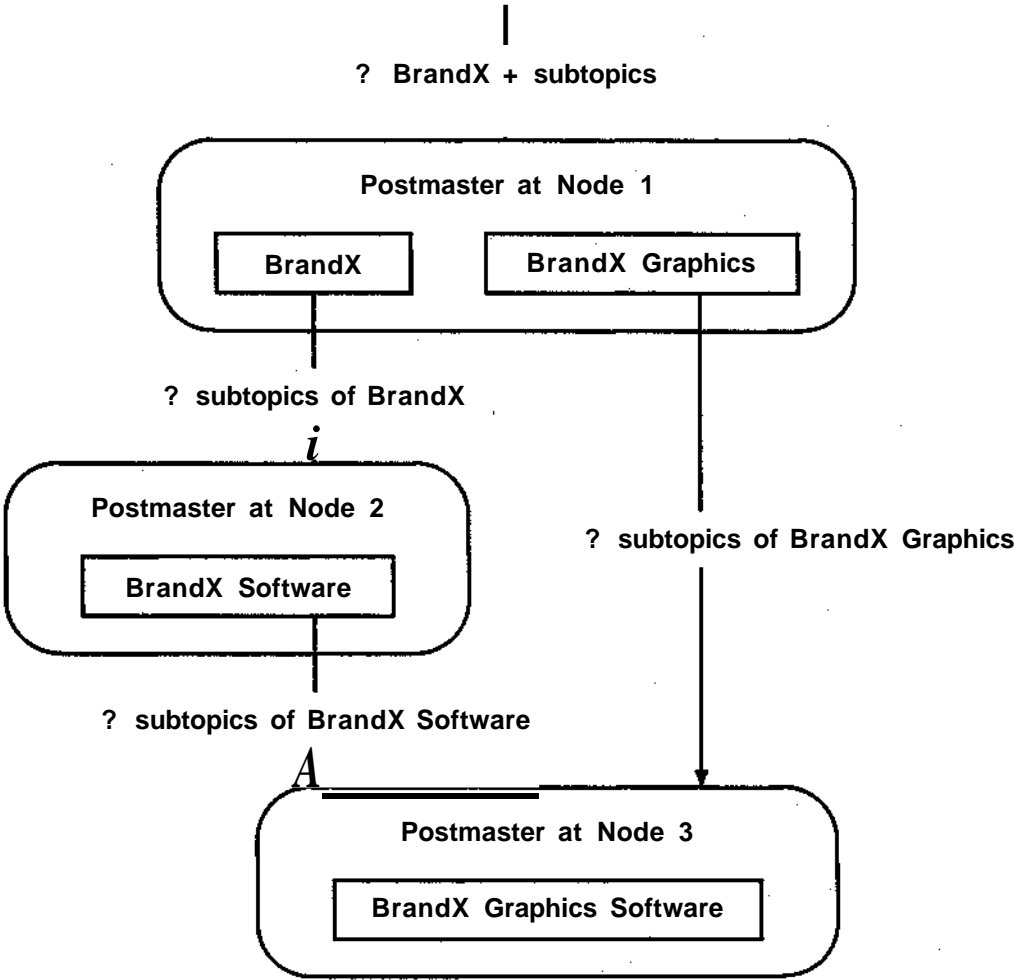 ? BrandX + subtopics
Postmaster at Node 1
BrandX
BrandX Graphics
? subtopics of BrandX
i
Postmaster at Node 2
BrandX Software
? subtopics of BrandX Graphics
? subtopics of BrandX Software
A
Postmaster at Node 3
BrandX Graphics Software